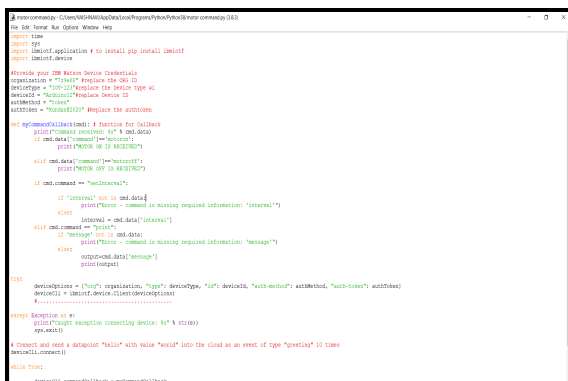 motor command.py - C:/Users/VAISHNAVI/AppData/Local/Programs/Python/Python38/motor command.py (3.8.3)
File Edit Format Run Options Window Help
import time
import sys
import ibmiotf.application # to install pip install ibmiotf
import ibmiotf.device

#Provide your IBM Watson Device Credentials
organization = "7z9w68" #replace the ORG ID
deviceType = "IOT-123"#replace the Device type wi
deviceId = "Arduino12"#replace Device ID
authMethod = "token"
authToken = "Kundan@2020" #Replace the authtoken

def myCommandCallback(cmd): # function for Callback
        print("Command received: %s" % cmd.data)
        if cmd.data['command']=='motoron':
                print("MOTOR ON IS RECEIVED")

        elif cmd.data['command']=='motoroff':
                print("MOTOR OFF IS RECEIVED")

        if cmd.command == "setInterval":

                if 'interval' not in cmd.data:
                        print("Error - command is missing required information: 'interval'")
                else:
                        interval = cmd.data['interval']
        elif cmd.command == "print":
                if 'message' not in cmd.data:
                        print("Error - command is missing required information: 'message'")
                else:
                        output=cmd.data['message']
                        print(output)

try:
        deviceOptions = {"org": organization, "type": deviceType, "id": deviceId, "auth-method": authMethod, "auth-token": authToken}
        deviceCli = ibmiotf.device.Client(deviceOptions)
        #..............................................

except Exception as e:
        print("Caught exception connecting device: %s" % str(e))
        sys.exit()

# Connect and send a datapoint "hello" with value "world" into the cloud as an event of type "greeting" 10 times
deviceCli.connect()

while True:

        deviceCli.commandCallback = myCommandCallback